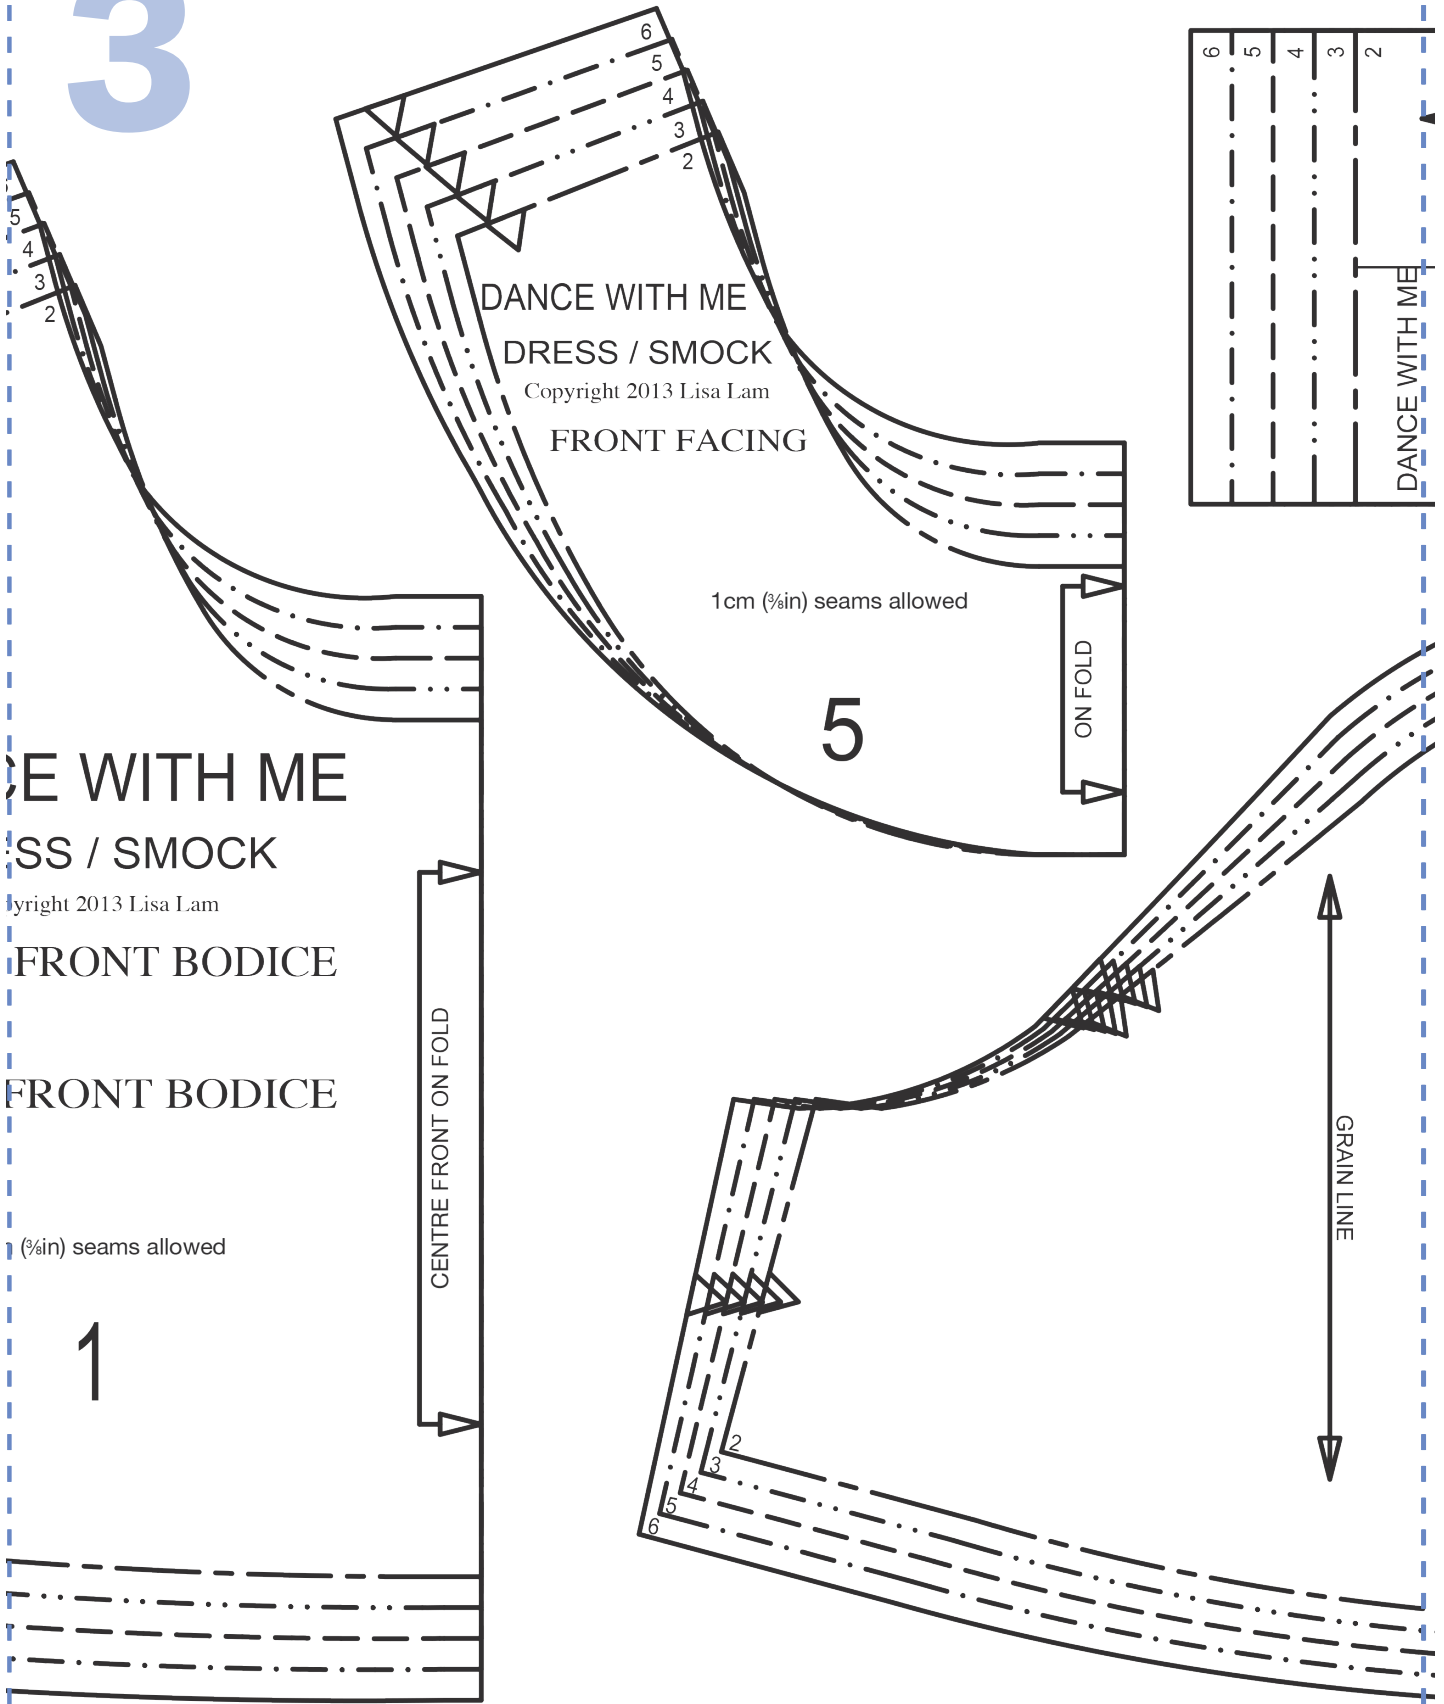 3
6
5
4
3
2
DANCE WITH ME
DRESS / SMOCK
Copyright 2013 Lisa Lam
FRONT FACING
1cm (⅜in) seams allowed
5
ON FOLD
6
5
4
3
2
DANCE WITH ME
5
4
3
2
CE WITH ME
SS / SMOCK
yright 2013 Lisa Lam
FRONT BODICE
FRONT BODICE
(⅜in) seams allowed
1
CENTRE FRONT ON FOLD
GRAIN LINE
2
3
4
5
6